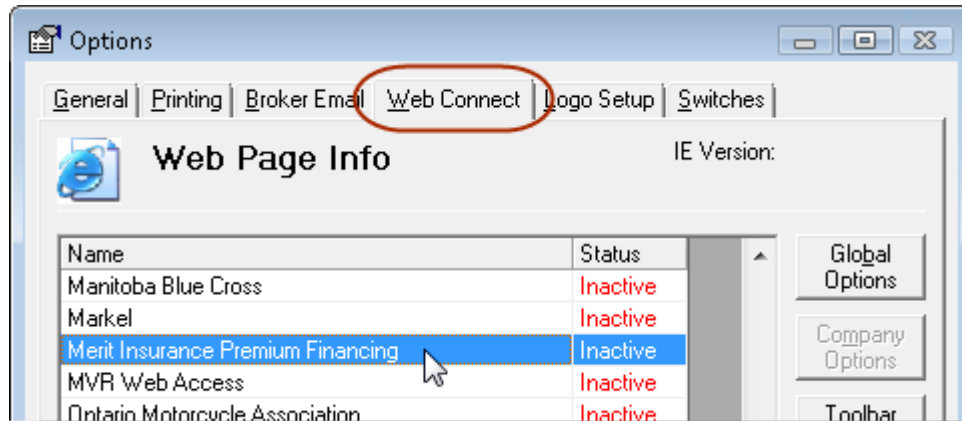 Options
General Printing Broker Email Web Connect Logo Setup Switches
Web Page Info
IE Version:
Name Status
Manitoba Blue Cross Inactive
Markel Inactive
Merit Insurance Premium Financing Inactive
MVR Web Access Inactive
Ontario Motorcycle Association Inactive
Global
Options
Company
Options
Toolbar